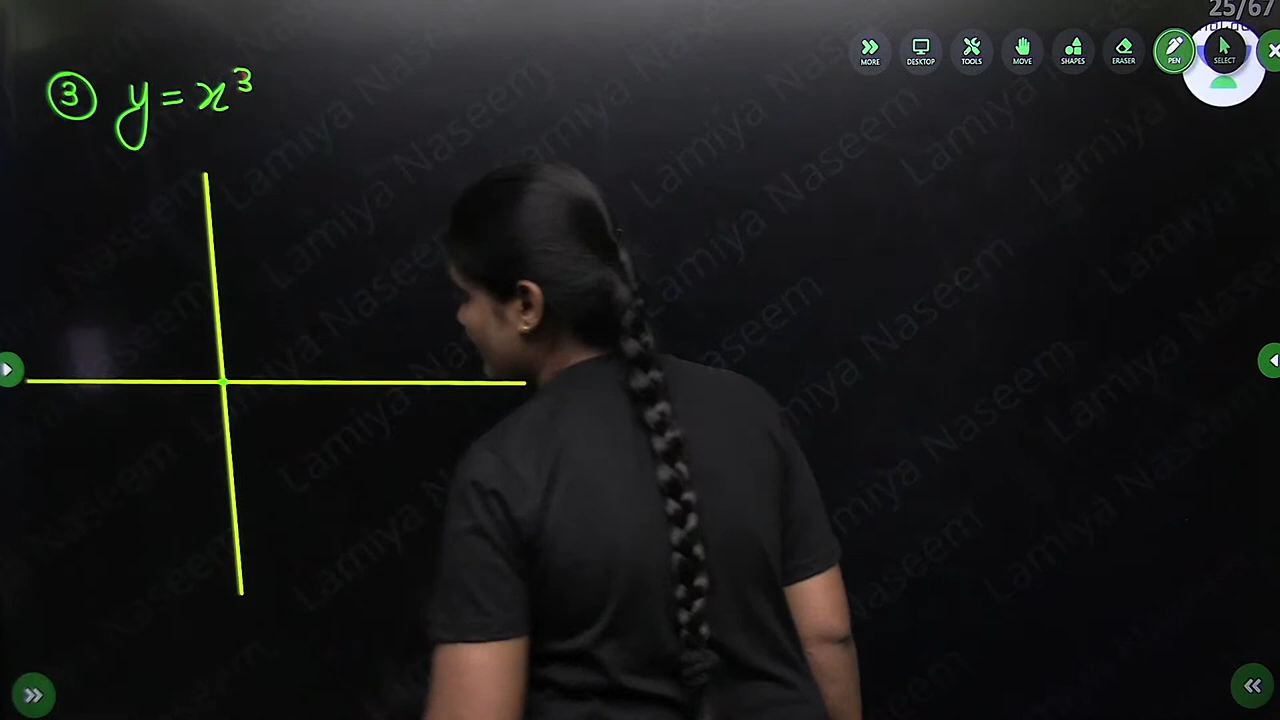 25/67
MORE DESKTOP TOOLS MOVE SHAPES ERASER PEN SELECT
③ y = x³
Lamiya Naseem